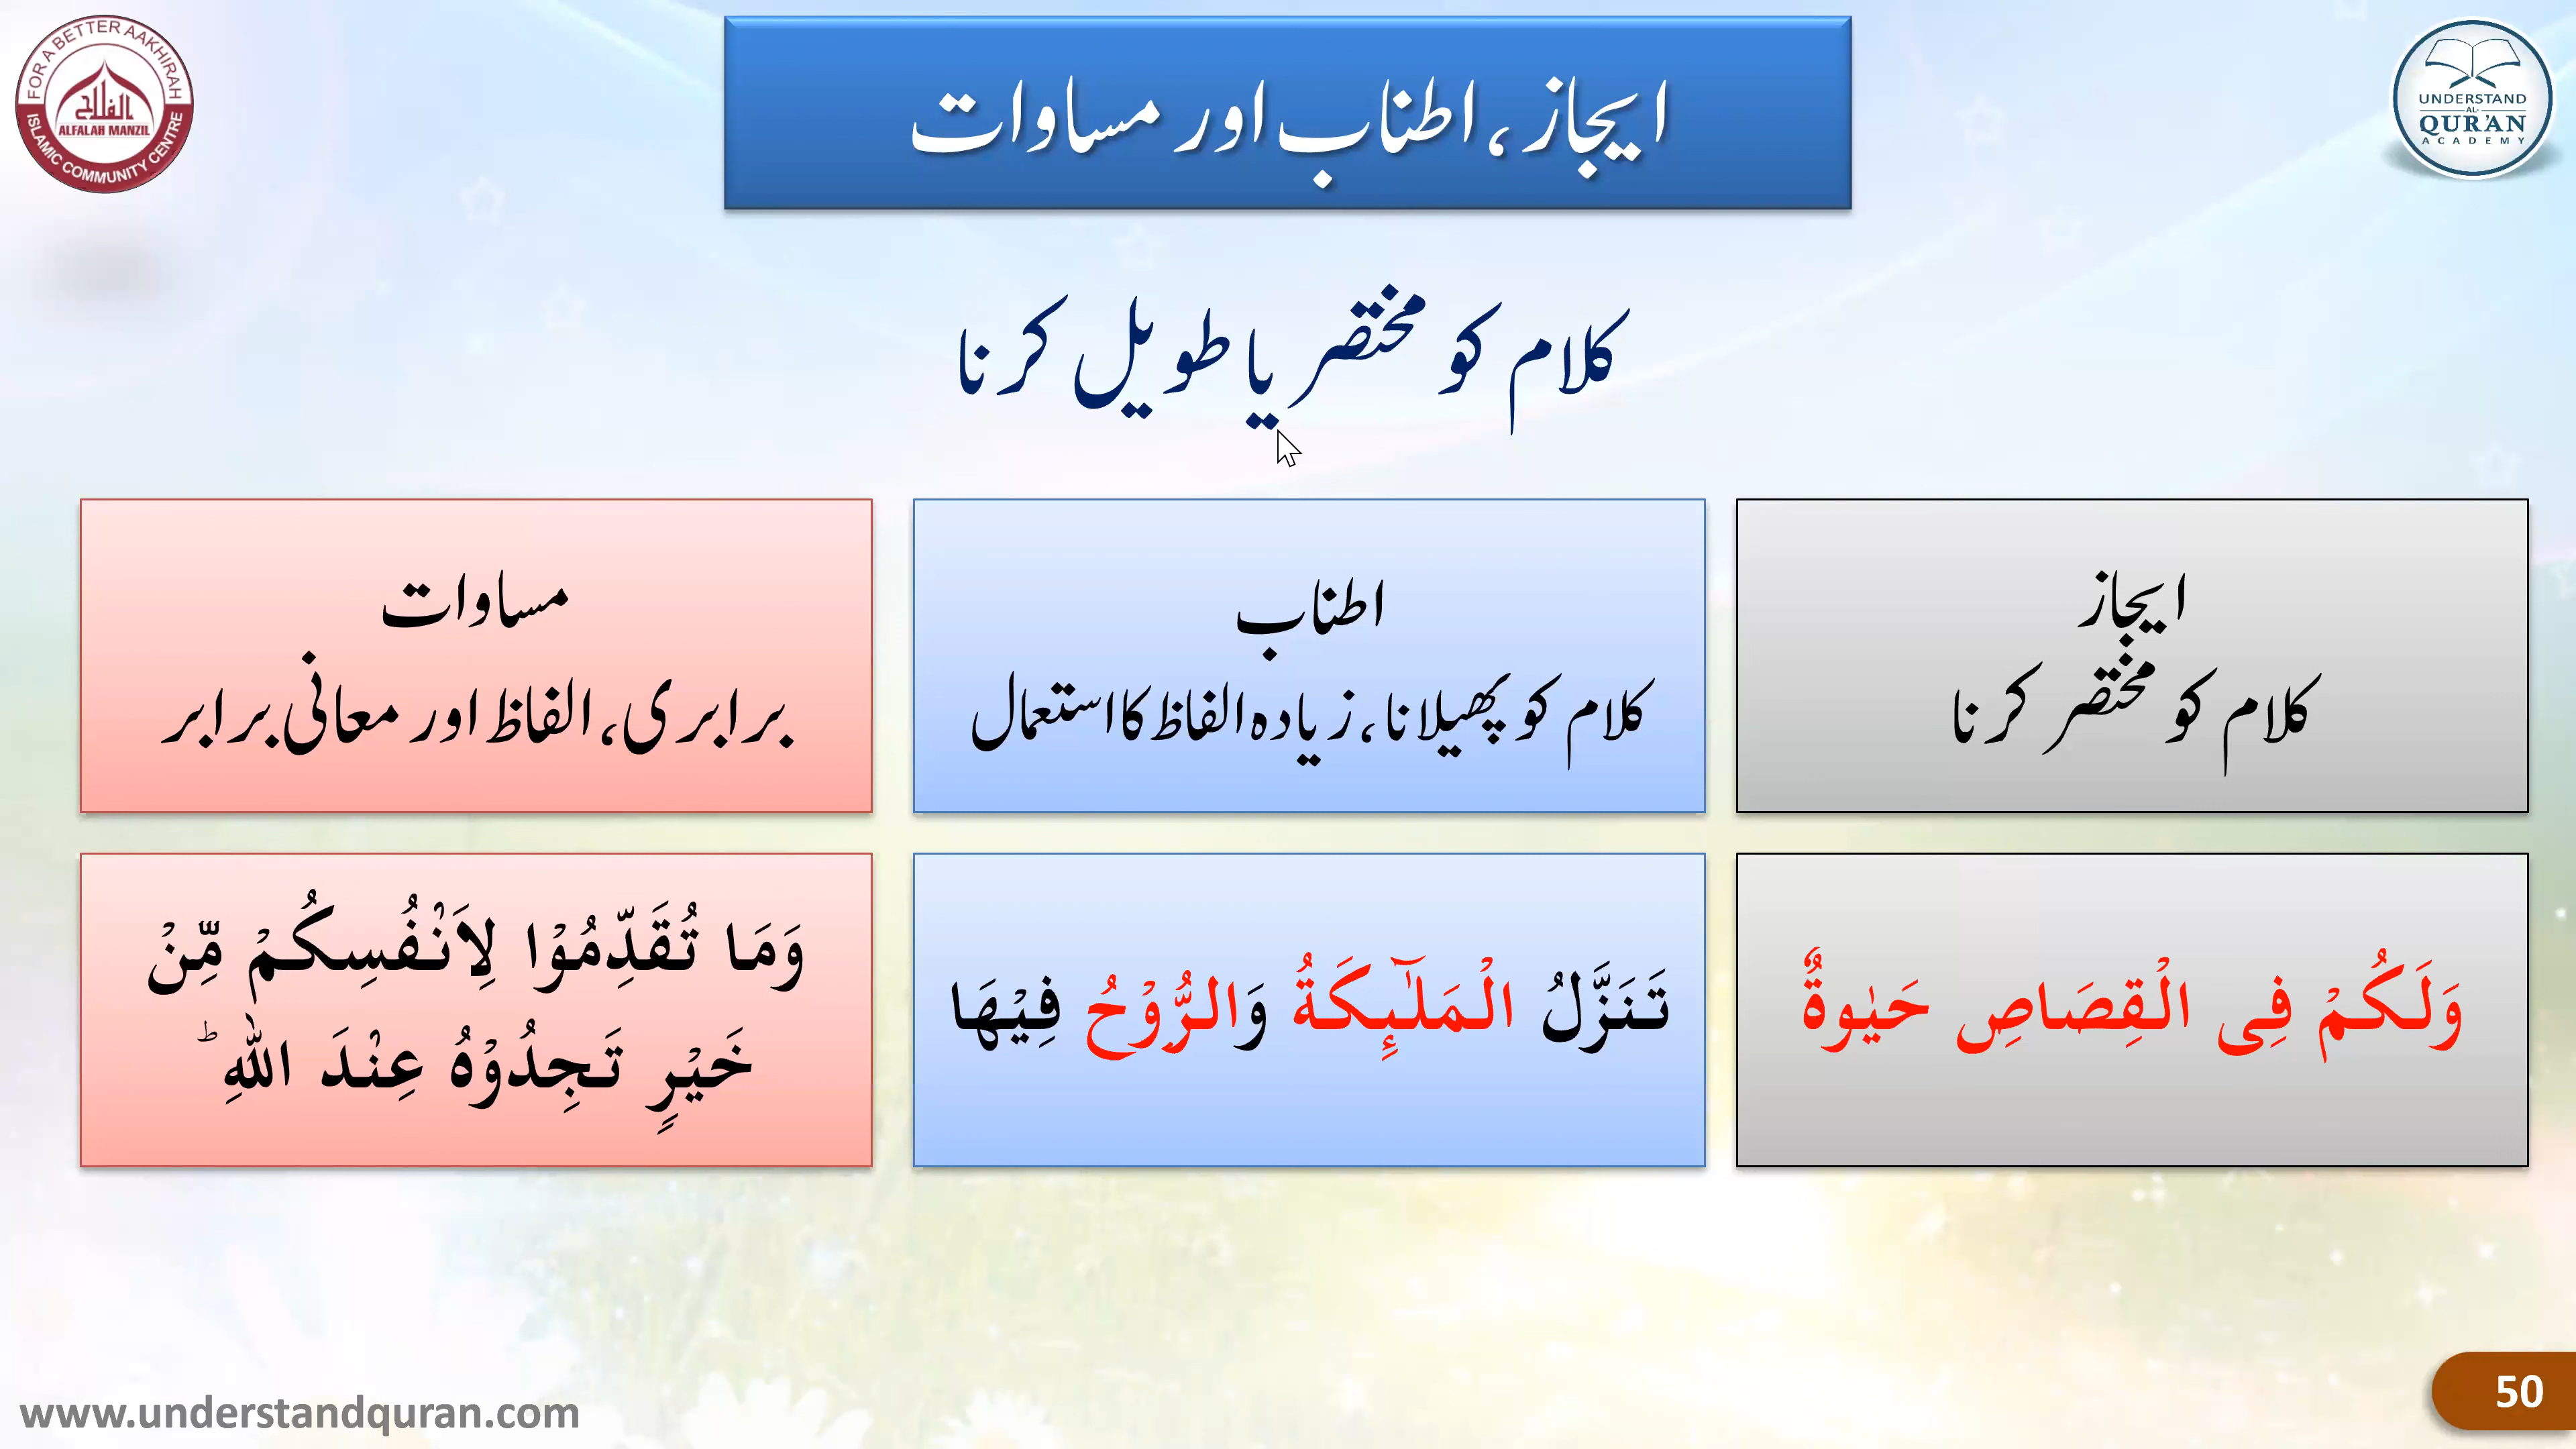 FOR A BETTER AAKHIRAH
الفلاح
ALFALAH MANZIL
ISLAMIC COMMUNITY CENTRE
UNDERSTAND
AL-
QUR'AN
ACADEMY
ایجاز، اطناب اور مساوات
کلام کو مختصر یا طویل کرنا
ایجاز
کلام کو مختصر کرنا
اطناب
کلام کو پھیلانا، زیادہ الفاظ کا استعمال
مساوات
برابری، الفاظ اور معانی برابر
وَلَكُمْ فِى الْقِصَاصِ حَيٰوةٌ
تَنَزَّلُ الْمَلٰٓئِكَةُ وَالرُّوْحُ فِيْهَا
وَمَا تُقَدِّمُوْا لِاَنْفُسِكُمْ مِّنْ
خَيْرٍ تَجِدُوْهُ عِنْدَ اللّٰهِ ؕ
www.understandquran.com
50